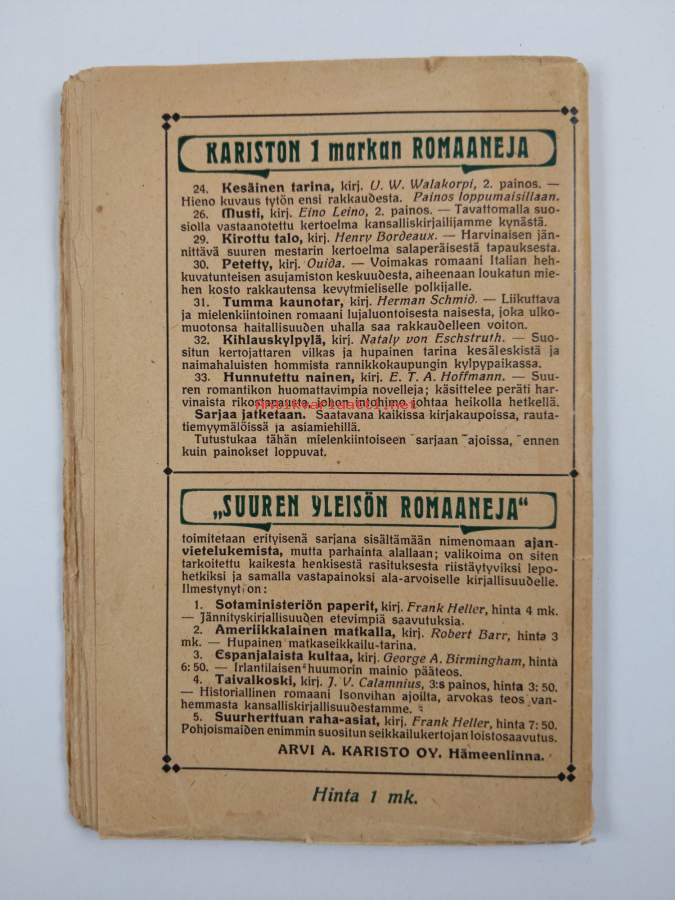 KARISTON 1 markan ROMAANEJA
24. Kesäinen tarina, kirj. U. W. Walakorpi, 2. painos. —
Hieno kuvaus tytön ensi rakkaudesta. Painos loppumaisillaan.
26. Musti, kirj. Eino Leino, 2. painos. — Tavattomalla suo-
siolla vastaanotettu kertoelma kansalliskirjailijamme kynästä.
29. Kirottu talo, kirj. Henry Bordeaux. — Harvinaisen jän-
nittävä suuren mestarin kertoelma salaperäisestä tapauksesta.
30. Petetty, kirj. Ouida. — Voimakas romaani Italian heh-
kuvatunteisen asujamiston keskuudesta, aiheenaan loukatun mie-
hen kosto rakkautensa kevytmieliselle polkijalle.
31. Tumma kaunotar, kirj. Herman Schmid. — Liikuttava
ja mielenkiintoinen romaani lujaluontoisesta naisesta, joka ulko-
muotonsa haitallisuuden uhalla saa rakkaudelleen voiton.
32. Kihlauskylpylä, kirj. Nataly von Eschstruth. — Suo-
situn kertojattaren vilkas ja hupainen tarina kesäleskistä ja
naimahaluisten hommista rannikkokaupungin kylpypaikassa.
33. Hunnutettu nainen, kirj. E. T. A. Hoffmann. — Suu-
ren romantikon huomattavimpia novelleja; käsittelee peräti har-
vinaista rikostapausta, johon intohimo johtaa heikolla hetkellä.
Antikvariaatti.net
Sarjaa jatketaan. Saatavana kaikissa kirjakaupoissa, rauta-
tiemyymälöissä ja asiamiehillä.
Tutustukaa tähän mielenkiintoiseen sarjaan ajoissa, ennen
kuin painokset loppuvat.
„SUUREN YLEISÖN ROMAANEJA“
toimitetaan erityisenä sarjana sisältämään nimenomaan ajan-
vietelukemista, mutta parhainta alallaan; valikoima on siten
tarkoitettu kaikesta henkisestä rasituksesta riistäytyviksi lepo-
hetkiksi ja samalla vastapainoksi ala-arvoiselle kirjallisuudelle.
Ilmestynyt on:
1. Sotaministeriön paperit, kirj. Frank Heller, hinta 4 mk.
— Jännityskirjallisuuden etevimpiä saavutuksia.
2. Ameriikkalainen matkalla, kirj. Robert Barr, hinta 3
mk. — Hupainen matkaseikkailu-tarina.
3. Espanjalaista kultaa, kirj. George A. Birmingham, hinta
6: 50. — Irlantilaisen huumorin mainio pääteos.
4. Taivalkoski, kirj. J. V. Calamnius, 3:s painos, hinta 3: 50.
— Historiallinen romaani Isonvihan ajoilta, arvokas teos van-
hemmasta kansalliskirjallisuudestamme.
5. Suurherttuan raha-asiat, kirj. Frank Heller, hinta 7: 50.
Pohjoismaiden enimmin suositun seikkailukertojan loistosaavutus.
ARVI A. KARISTO OY. Hämeenlinna.
Hinta 1 mk.